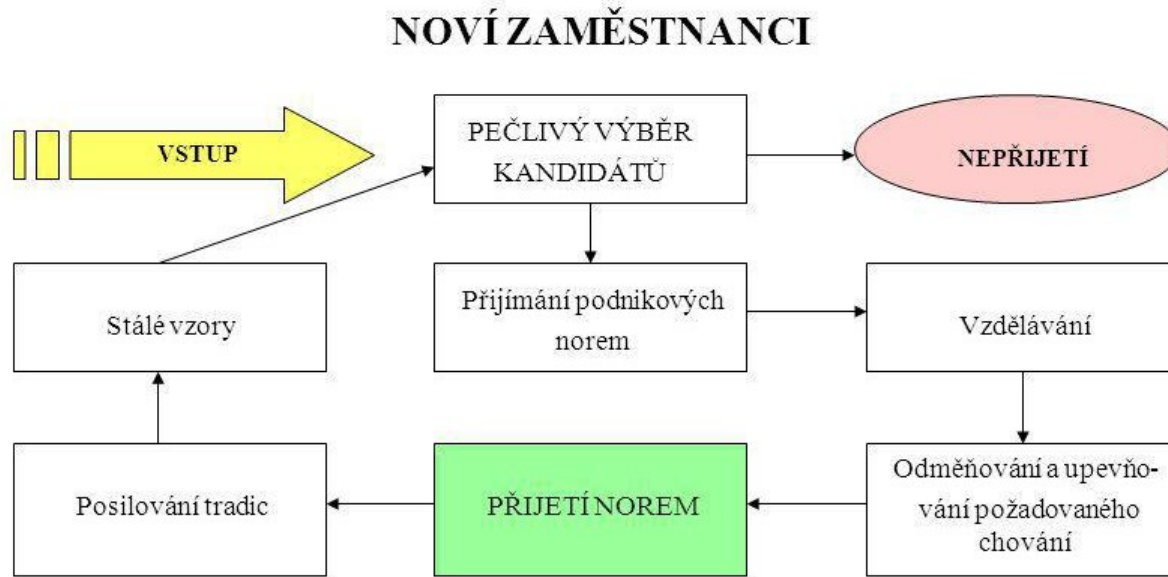 NOVÍ ZAMĚSTNANCI
VSTUP
PEČLIVÝ VÝBĚR
KANDIDÁTŮ
NEPŘIJETÍ
Stálé vzory
Přijímání podnikových
norem
Vzdělávání
Posilování tradic
PŘIJETÍ NOREM
Odměňování a upevňo-
vání požadovaného
chování